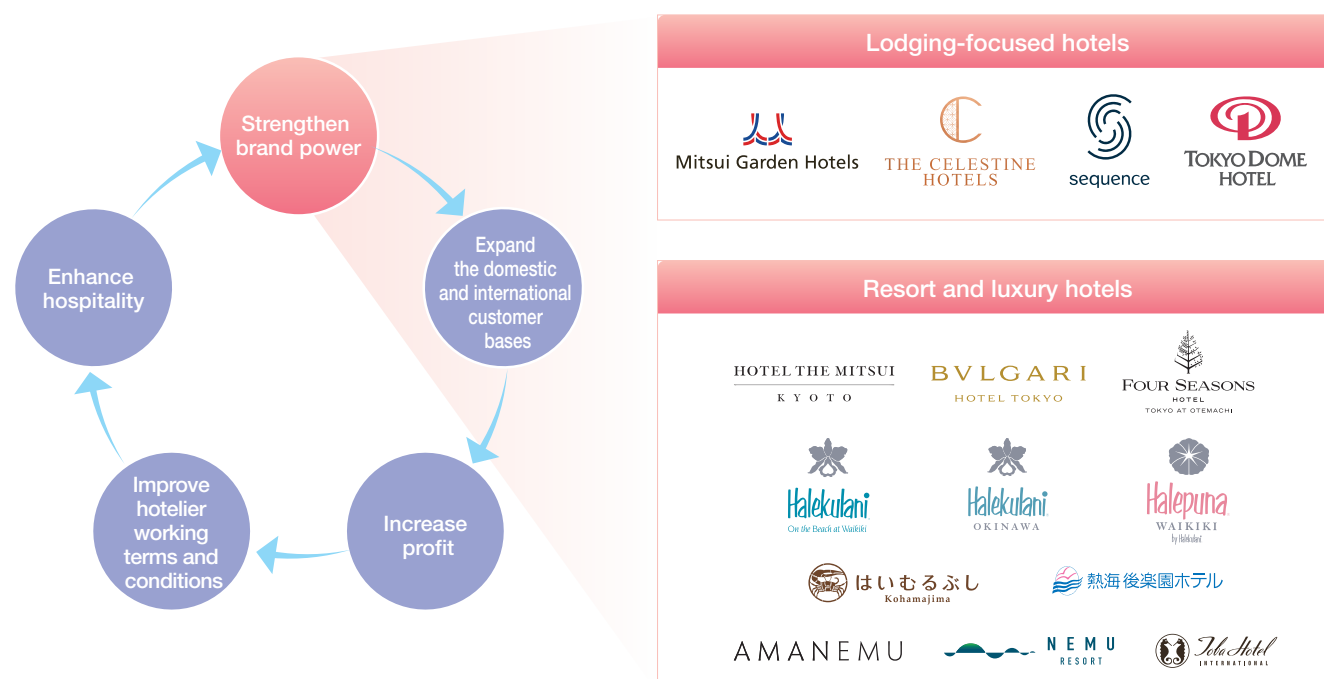 Strengthen
brand power
Expand
the domestic
and international
customer
bases
Increase
profit
Improve
hotelier
working
terms and
conditions
Enhance
hospitality
Lodging-focused hotels
Mitsui Garden Hotels
THE CELESTINE
HOTELS
sequence
TOKYO DOME
HOTEL
Resort and luxury hotels
HOTEL THE MITSUI
KYOTO
BVLGARI
HOTEL TOKYO
FOUR SEASONS
HOTEL
TOKYO AT OTEMACHI
Halekulani
On the Beach at Waikiki
Halekulani
OKINAWA
Halepuna
WAIKIKI
by Halekulani
はいむるぶし
Kohamajima
熱海後楽園ホテル
AMANEMU
NEMU
RESORT
Toba Hotel
INTERNATIONAL